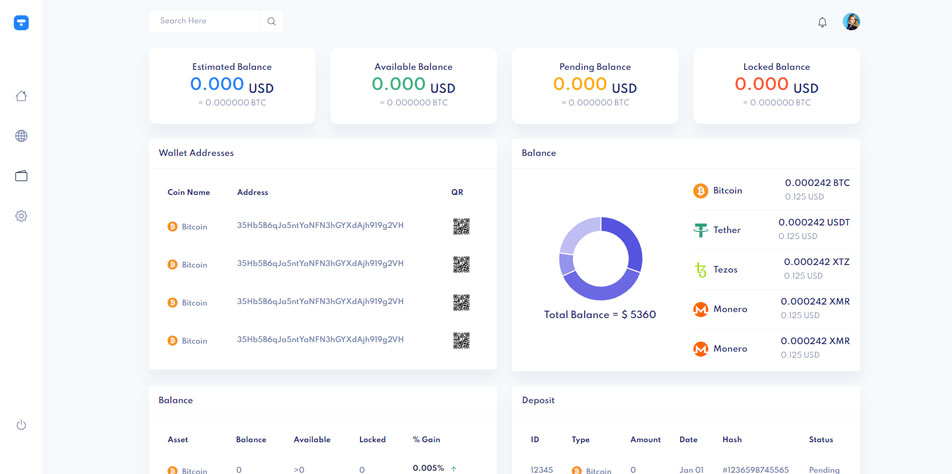 Search Here
Estimated Balance
0.000 USD
= 0.000000 BTC
Available Balance
0.000 USD
= 0.000000 BTC
Pending Balance
0.000 USD
= 0.000000 BTC
Locked Balance
0.000 USD
= 0.000000 BTC
Wallet Addresses
Coin Name Address QR
Bitcoin 35Hb586qJa5ntYaNFN3hGYXdAjh919g2VH
Bitcoin 35Hb586qJa5ntYaNFN3hGYXdAjh919g2VH
Bitcoin 35Hb586qJa5ntYaNFN3hGYXdAjh919g2VH
Bitcoin 35Hb586qJa5ntYaNFN3hGYXdAjh919g2VH
Balance
Total Balance = $ 5360
Bitcoin 0.000242 BTC
0.125 USD
Tether 0.000242 USDT
0.125 USD
Tezos 0.000242 XTZ
0.125 USD
Monero 0.000242 XMR
0.125 USD
Monero 0.000242 XMR
0.125 USD
Balance
Asset Balance Available Locked % Gain
Bitcoin 0 >0 0 0.005%
Deposit
ID Type Amount Date Hash Status
12345 Bitcoin 0 Jan 01 #1236598745565 Pending